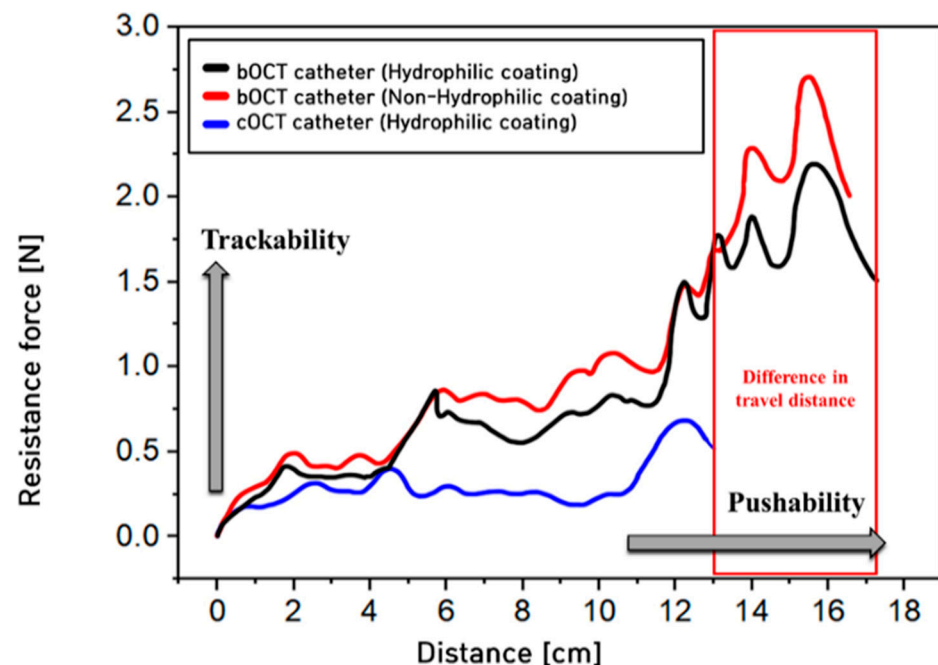 3.0
2.5
2.0
1.5
1.0
0.5
0.0
Resistance force [N]
bOCT catheter (Hydrophilic coating)
bOCT catheter (Non-Hydrophilic coating)
cOCT catheter (Hydrophilic coating)
Trackability
Difference in
travel distance
Pushability
0 2 4 6 8 10 12 14 16 18
Distance [cm]